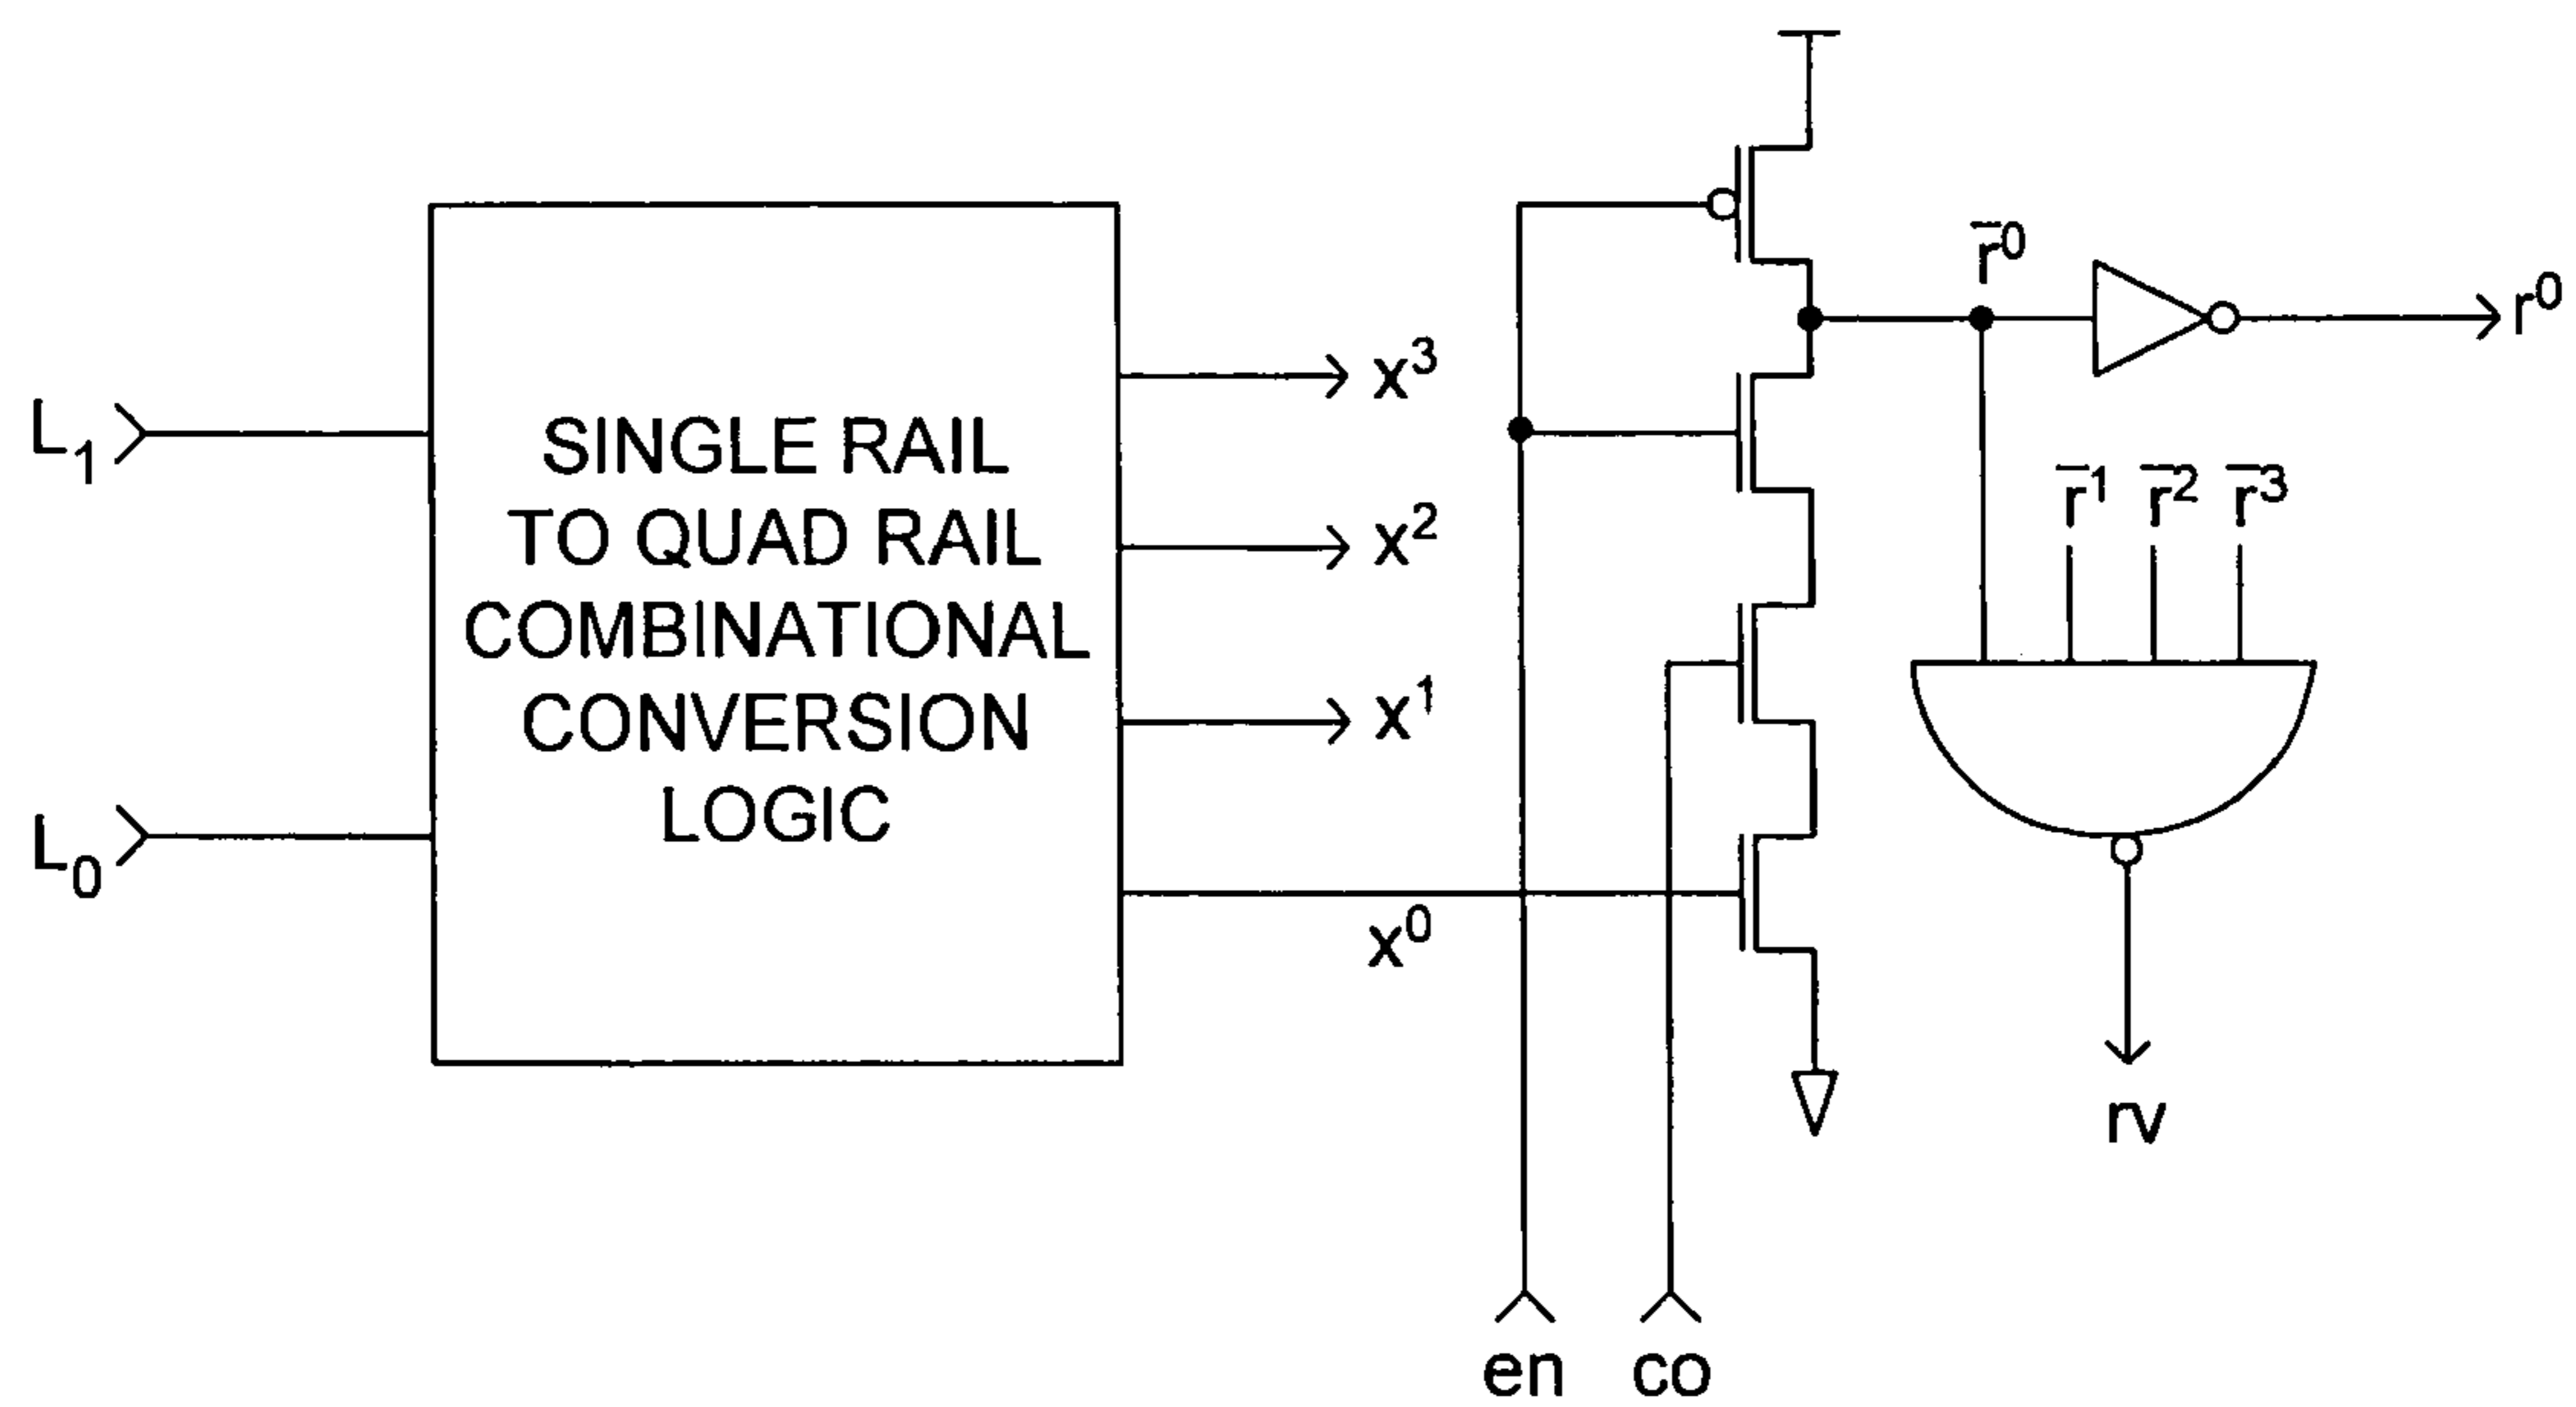 r̄⁰
r⁰
x³
L₁
SINGLE RAIL
TO QUAD RAIL
COMBINATIONAL
CONVERSION
LOGIC
r̄¹ r̄² r̄³
x²
x¹
L₀
x⁰
rv
en co